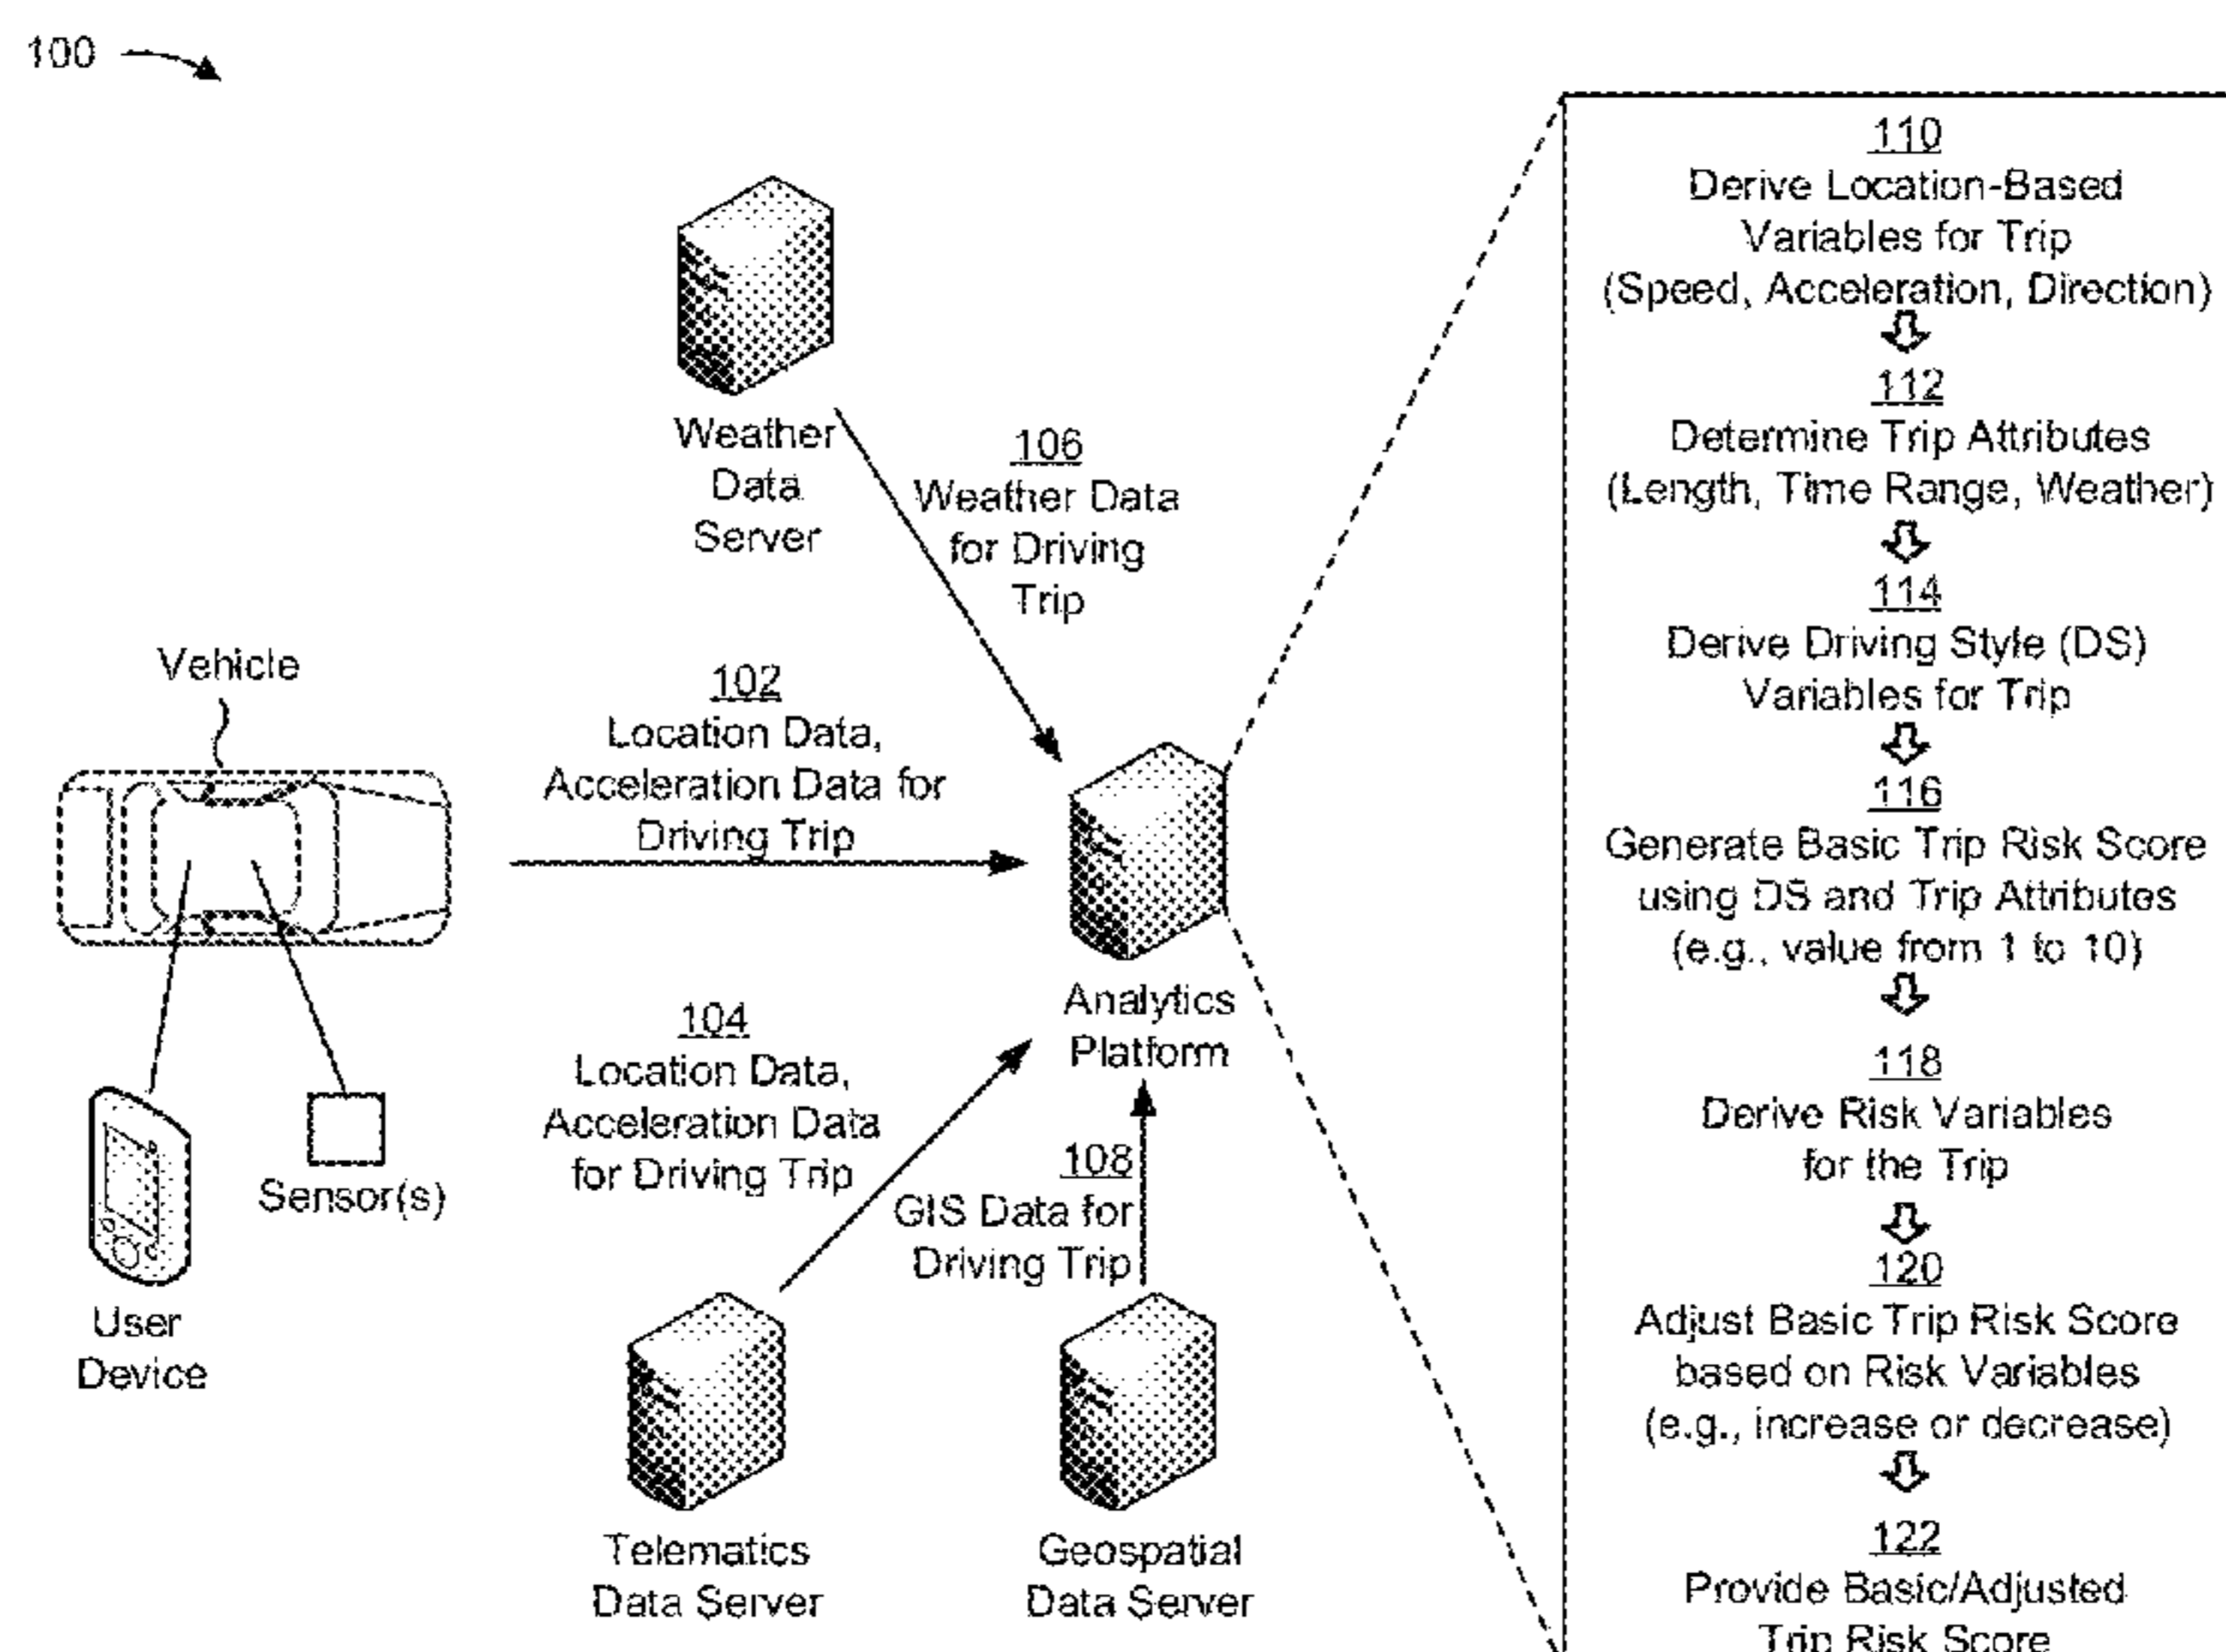 100
Weather
Data
Server
106
Weather Data
for Driving
Trip
Vehicle
102
Location Data,
Acceleration Data for
Driving Trip
Analytics
Platform
104
Location Data,
Acceleration Data
for Driving Trip
108
GIS Data for
Driving Trip
Sensor(s)
User
Device
Telematics
Data Server
Geospatial
Data Server
110
Derive Location-Based
Variables for Trip
(Speed, Acceleration, Direction)
112
Determine Trip Attributes
(Length, Time Range, Weather)
114
Derive Driving Style (DS)
Variables for Trip
116
Generate Basic Trip Risk Score
using DS and Trip Attributes
(e.g., value from 1 to 10)
118
Derive Risk Variables
for the Trip
120
Adjust Basic Trip Risk Score
based on Risk Variables
(e.g., increase or decrease)
122
Provide Basic/Adjusted
Trip Risk Score